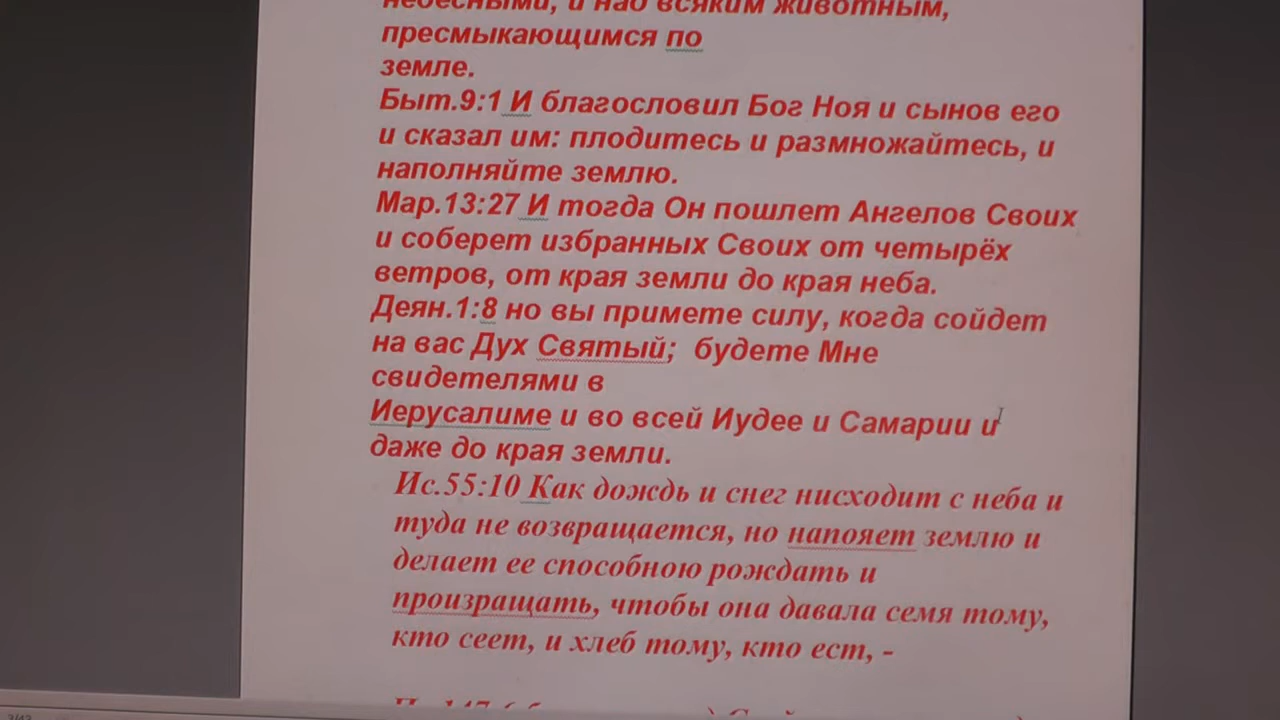 небесными, и над всяким животным,
пресмыкающимся по
земле.
Быт.9:1 И благословил Бог Ноя и сынов его
и сказал им: плодитесь и размножайтесь, и
наполняйте землю.
Мар.13:27 И тогда Он пошлет Ангелов Своих
и соберет избранных Своих от четырёх
ветров, от края земли до края неба.
Деян.1:8 но вы примете силу, когда сойдет
на вас Дух Святый; будете Мне
свидетелями в
Иерусалиме и во всей Иудее и Самарии и
даже до края земли.
Ис.55:10 Как дождь и снег нисходит с неба и
туда не возвращается, но напояет землю и
делает ее способною рождать и
произращать, чтобы она давала семя тому,
кто сеет, и хлеб тому, кто ест, -